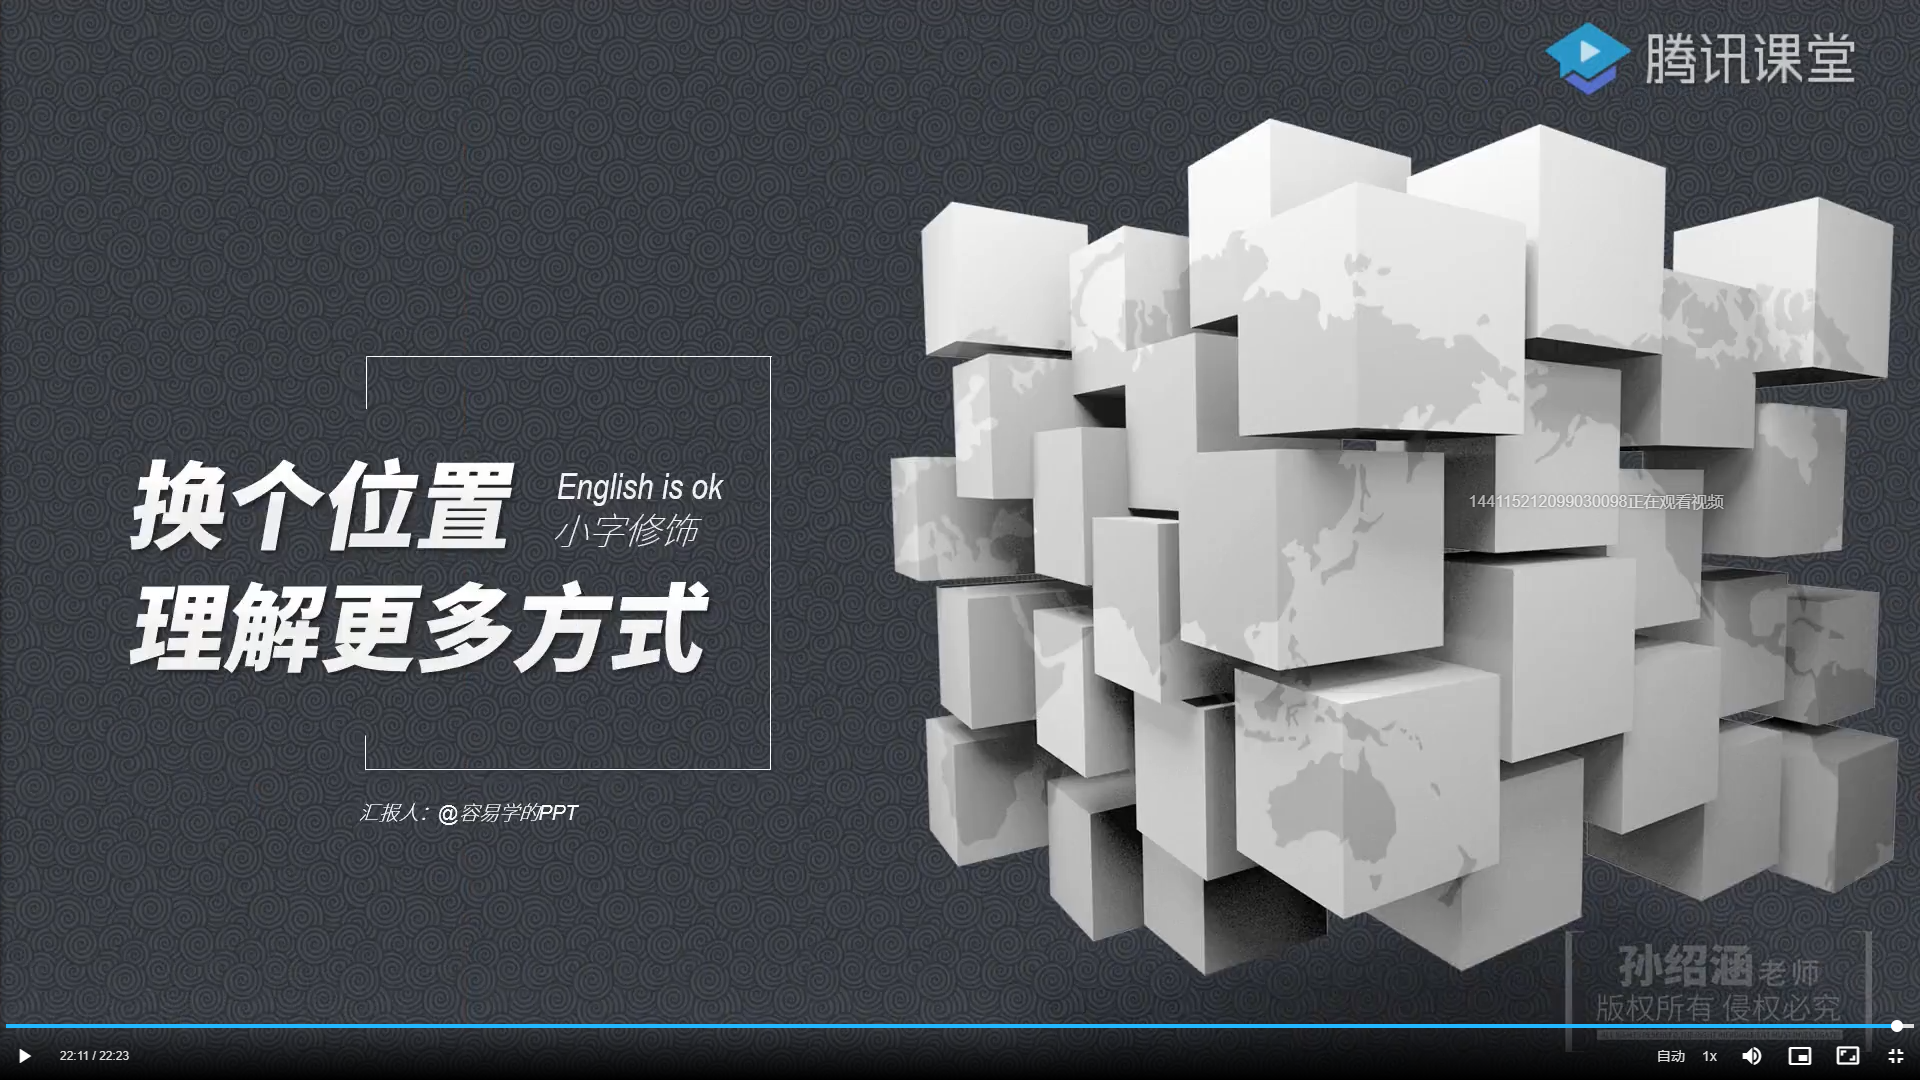 腾讯课堂
换个位置
English is ok
小字修饰
144115212099030098正在观看视频
理解更多方式
汇报人：@容易学的PPT
孙绍涵老师
版权所有 侵权必究
22:11 / 22:23
自动
1x